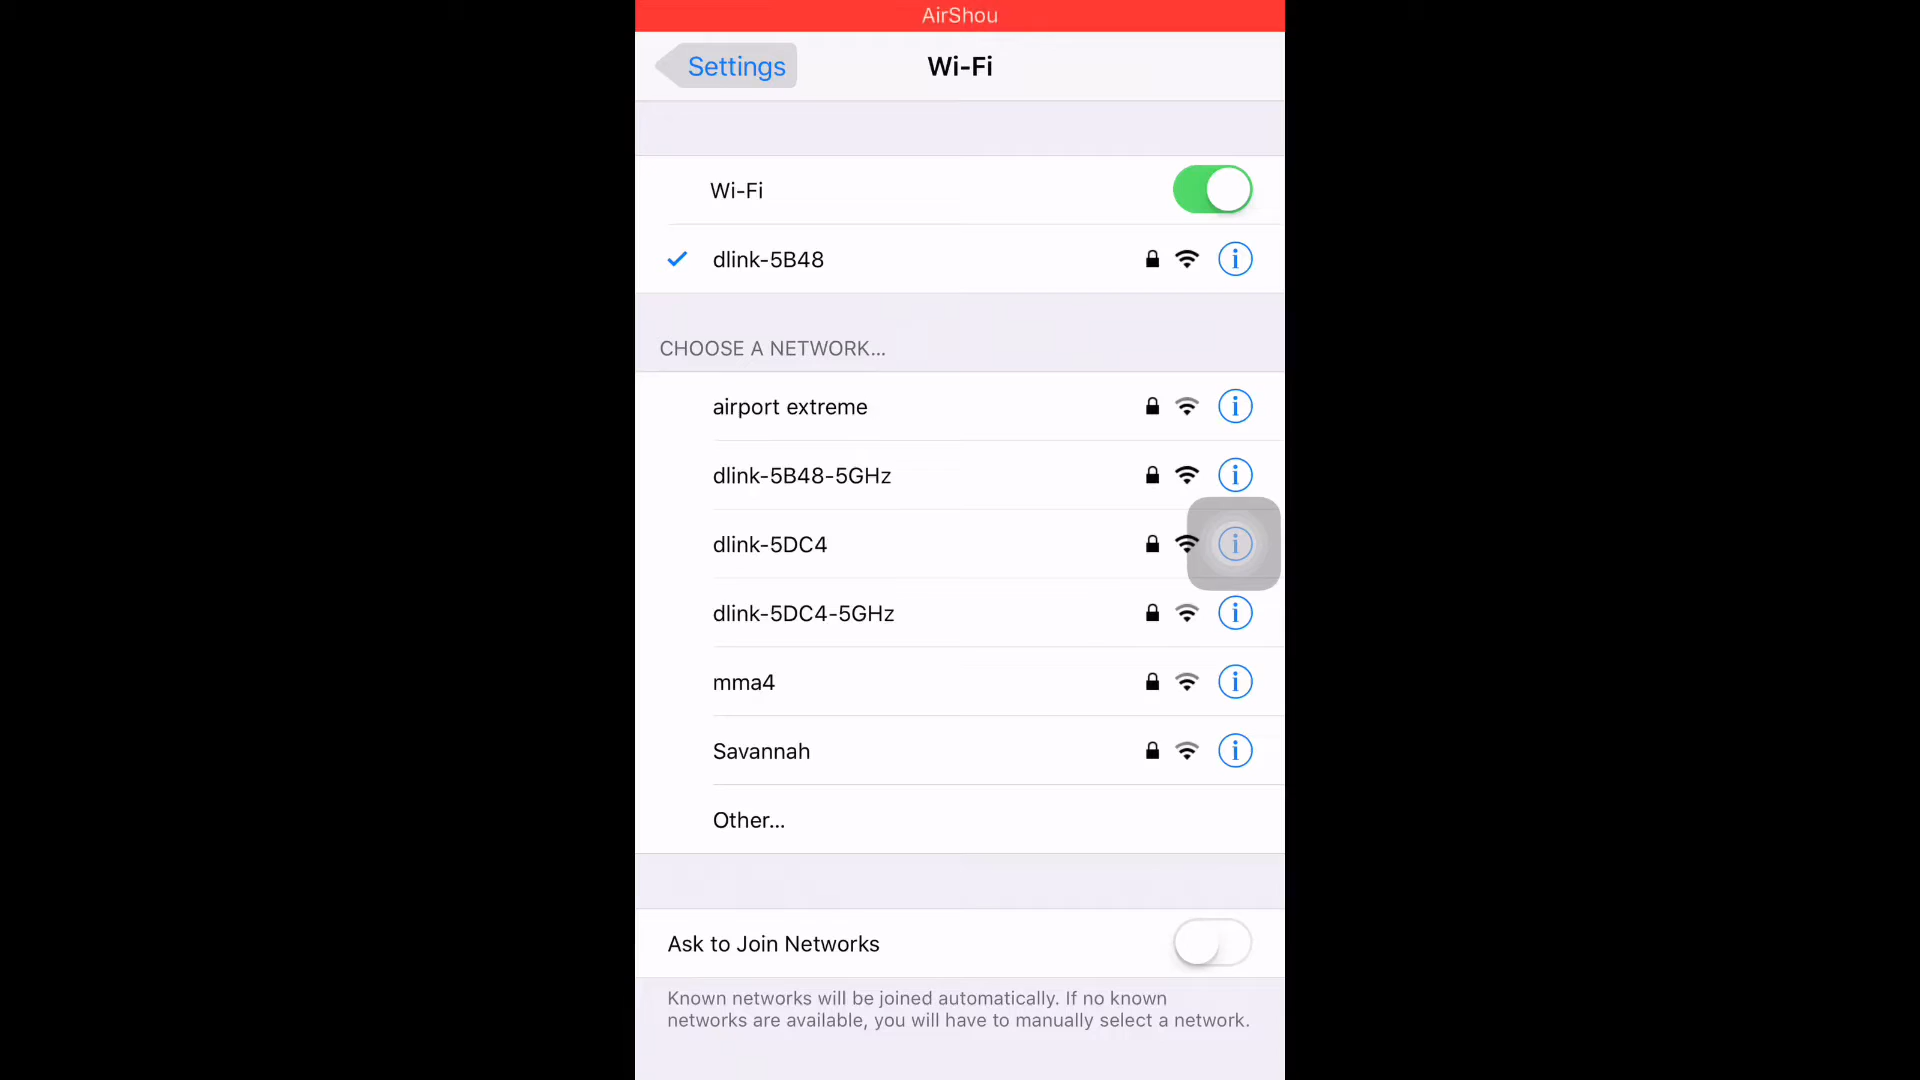 AirShou
Settings
Wi-Fi
Wi-Fi
dlink-5B48
CHOOSE A NETWORK...
airport extreme
dlink-5B48-5GHz
dlink-5DC4
dlink-5DC4-5GHz
mma4
Savannah
Other...
Ask to Join Networks
Known networks will be joined automatically. If no known
networks are available, you will have to manually select a network.